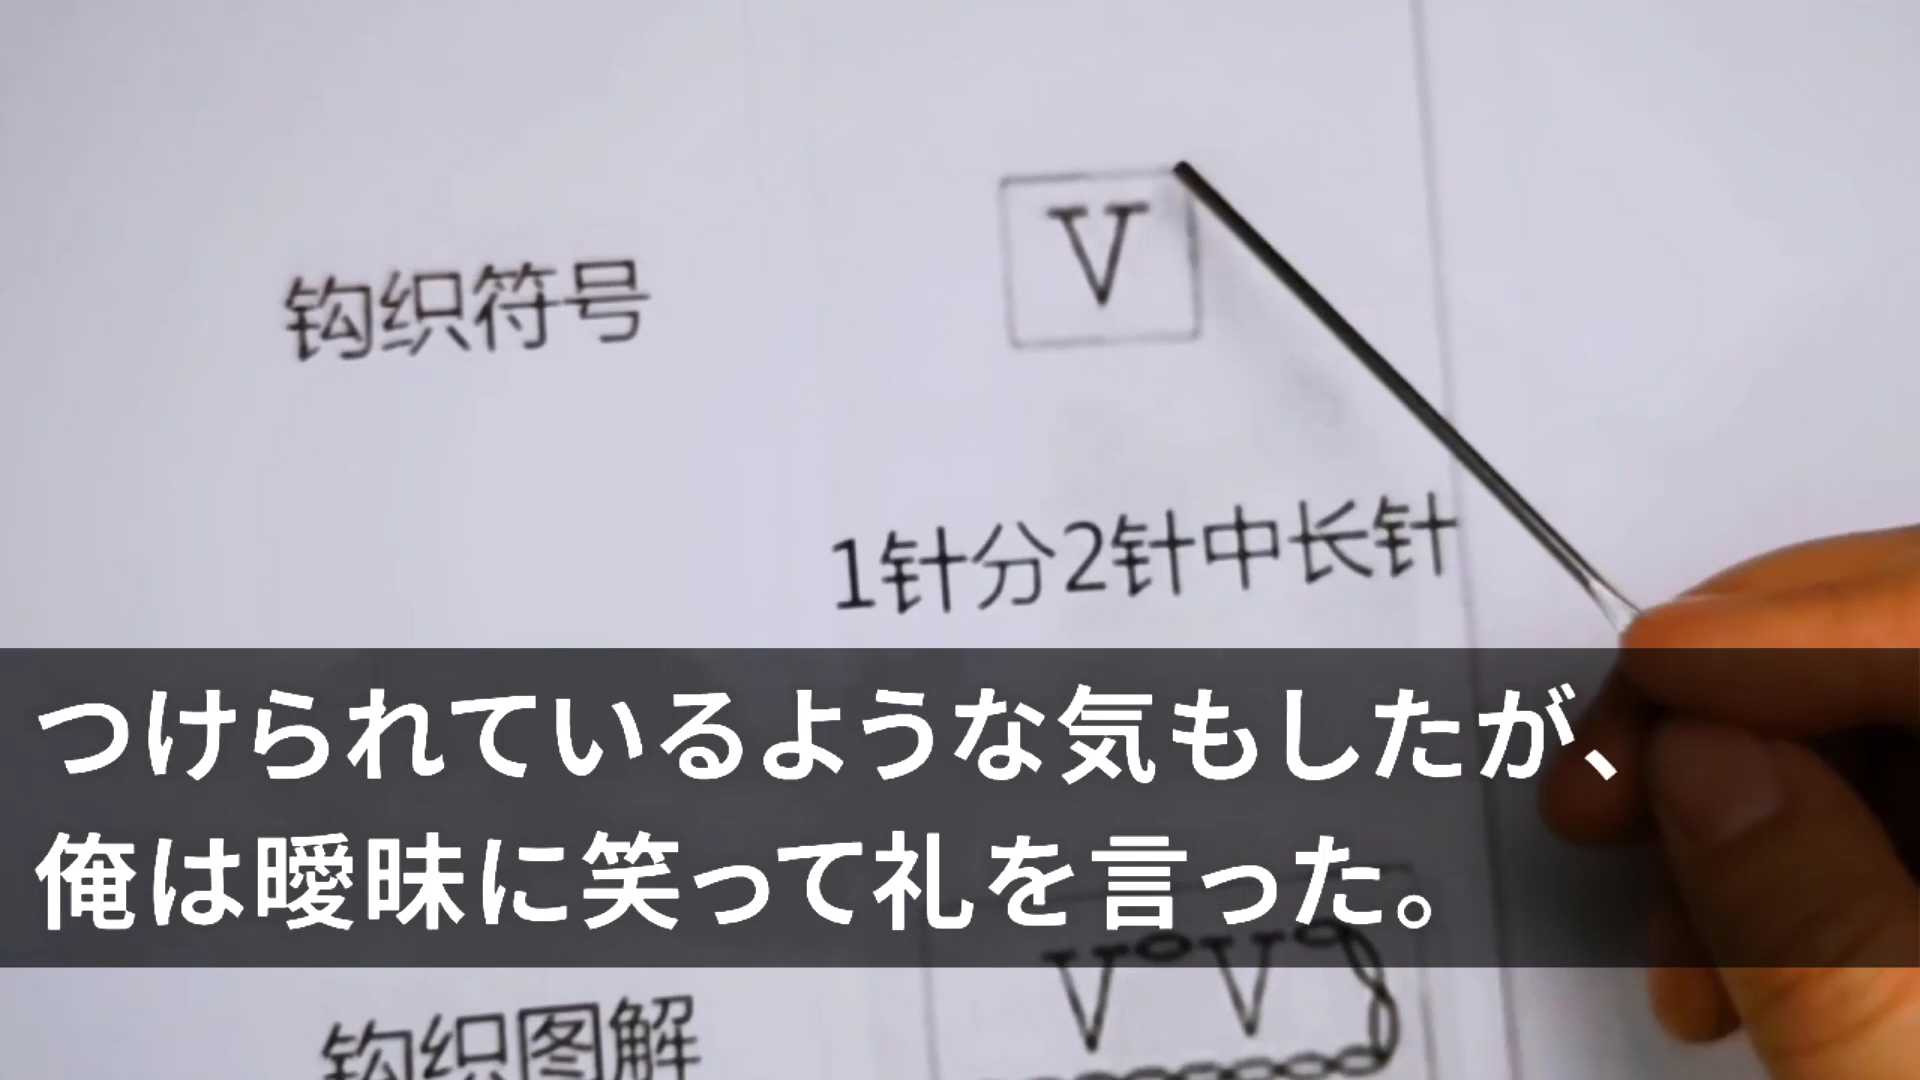 钩织符号
V
1针分2针中长针
つけられているような気もしたが、
俺は曖昧に笑って礼を言った。
V V
钩织图解